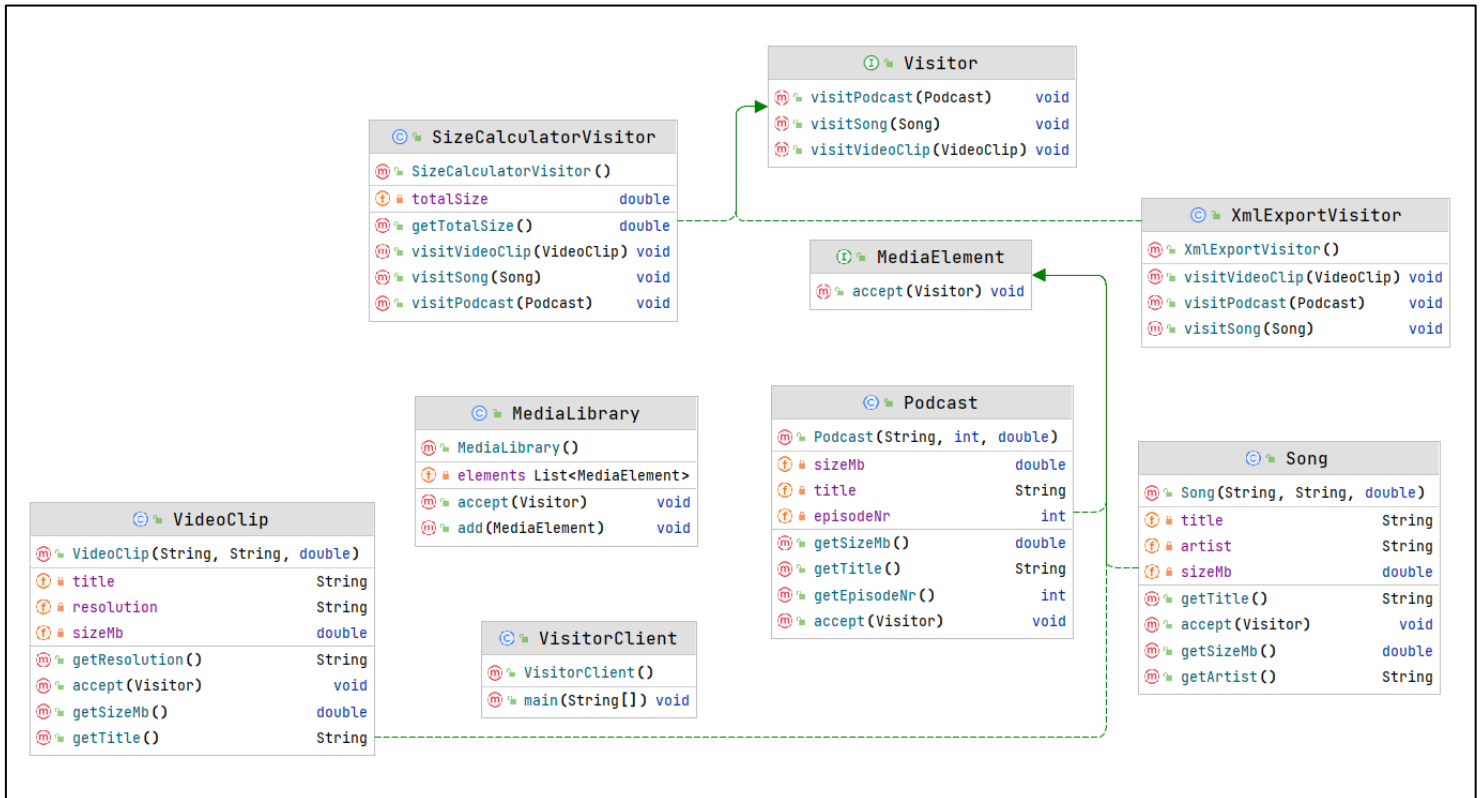 Visitor
visitPodcast(Podcast) void
visitSong(Song) void
visitVideoClip(VideoClip) void
SizeCalculatorVisitor
SizeCalculatorVisitor()
totalSize double
getTotalSize() double
visitVideoClip(VideoClip) void
visitSong(Song) void
visitPodcast(Podcast) void
XmlExportVisitor
XmlExportVisitor()
visitVideoClip(VideoClip) void
visitPodcast(Podcast) void
visitSong(Song) void
MediaElement
accept(Visitor) void
MediaLibrary
MediaLibrary()
elements List<MediaElement>
accept(Visitor) void
add(MediaElement) void
Podcast
Podcast(String, int, double)
sizeMb double
title String
episodeNr int
getSizeMb() double
getTitle() String
getEpisodeNr() int
accept(Visitor) void
Song
Song(String, String, double)
title String
artist String
sizeMb double
getTitle() String
accept(Visitor) void
getSizeMb() double
getArtist() String
VideoClip
VideoClip(String, String, double)
title String
resolution String
sizeMb double
getResolution() String
accept(Visitor) void
getSizeMb() double
getTitle() String
VisitorClient
VisitorClient()
main(String[]) void